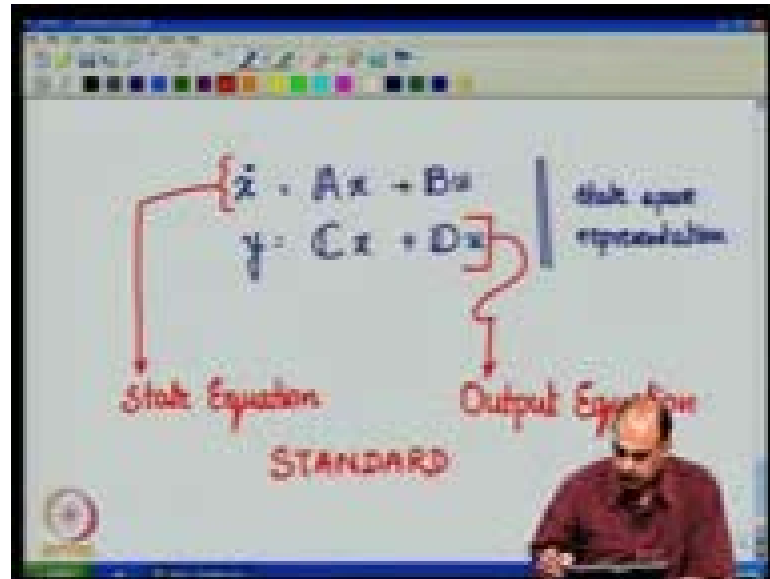 ẋ = Ax + Bu
y = Cx + Du
state space
representation
State Equation
Output Equation
STANDARD